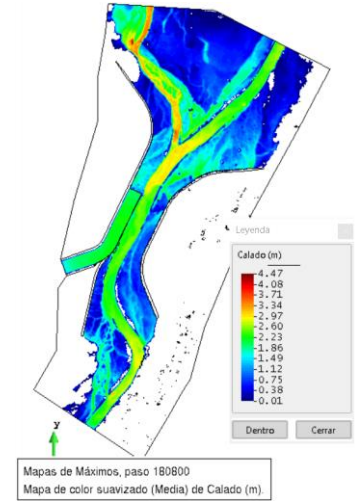 Leyenda
Calado (m)
4.47
4.08
3.71
3.34
2.97
2.60
2.23
1.86
1.49
1.12
0.75
0.38
0.01
Dentro
Cerrar
y
Mapas de Máximos, paso 180800
Mapa de color suavizado (Media) de Calado (m).